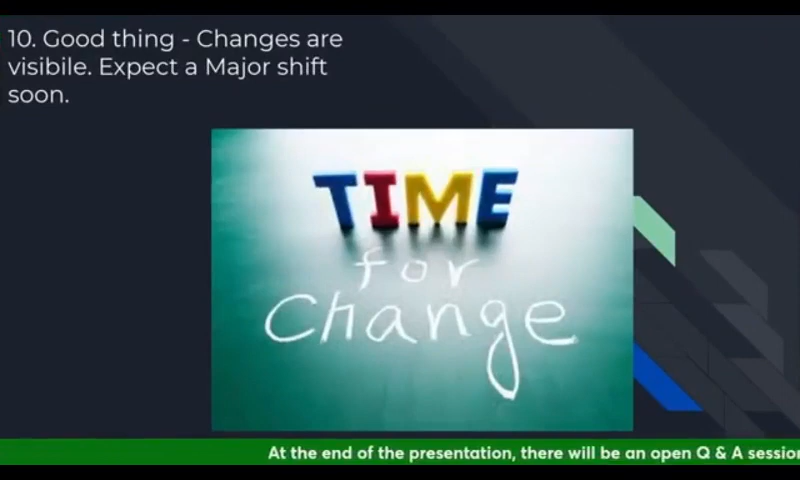 10. Good thing - Changes are
visibile. Expect a Major shift
soon.
TIME
for
Change
At the end of the presentation, there will be an open Q & A session